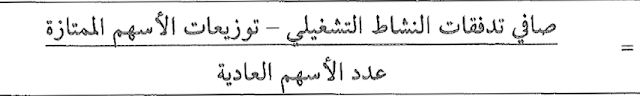 صافي تدفقات النشاط التشغيلي – توزيعات الأسهم الممتازة
=
عدد الأسهم العادية